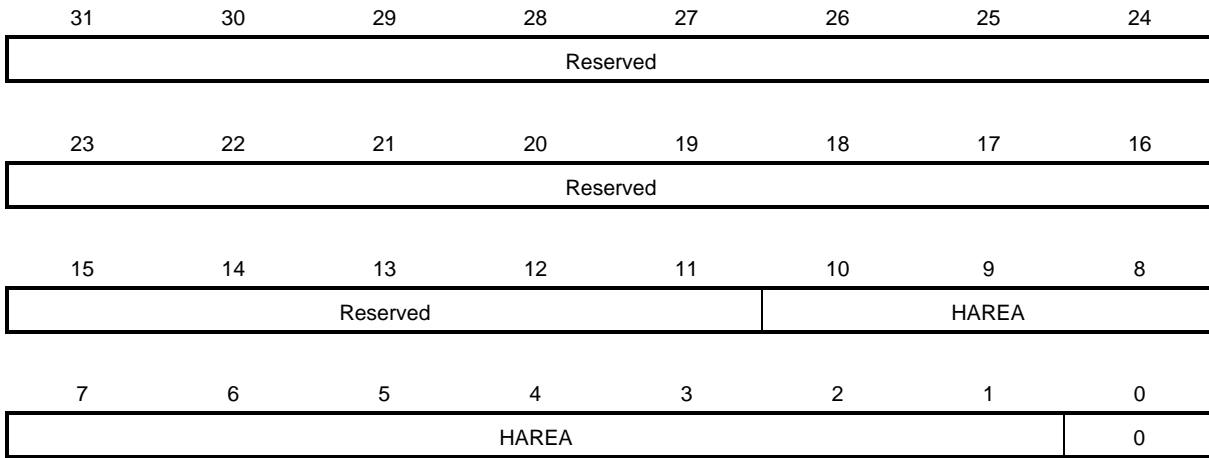 31 30 29 28 27 26 25 24
Reserved
23 22 21 20 19 18 17 16
Reserved
15 14 13 12 11 10 9 8
Reserved HAREA
7 6 5 4 3 2 1 0
HAREA 0